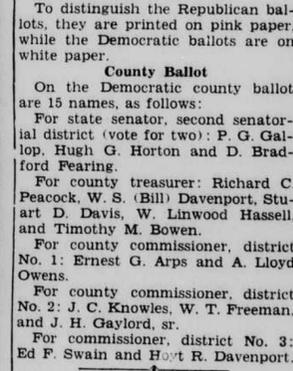 To distinguish the Republican bal-
lots, they are printed on pink paper,
while the Democratic ballots are on
white paper.
County Ballot
On the Democratic county ballot
are 15 names, as follows:
For state senator, second senator-
ial district (vote for two): P. G. Gal-
lop, Hugh G. Horton and D. Brad-
ford Fearing.
For county treasurer: Richard C.
Peacock, W. S. (Bill) Davenport, Stu-
art D. Davis, W. Linwood Hassell,
and Timothy M. Bowen.
For county commissioner, district
No. 1: Ernest G. Arps and A. Lloyd
Owens.
For county commissioner, district
No. 2: J. C. Knowles, W. T. Freeman,
and J. H. Gaylord, sr.
For commissioner, district No. 3:
Ed F. Swain and Hoyt R. Davenport.